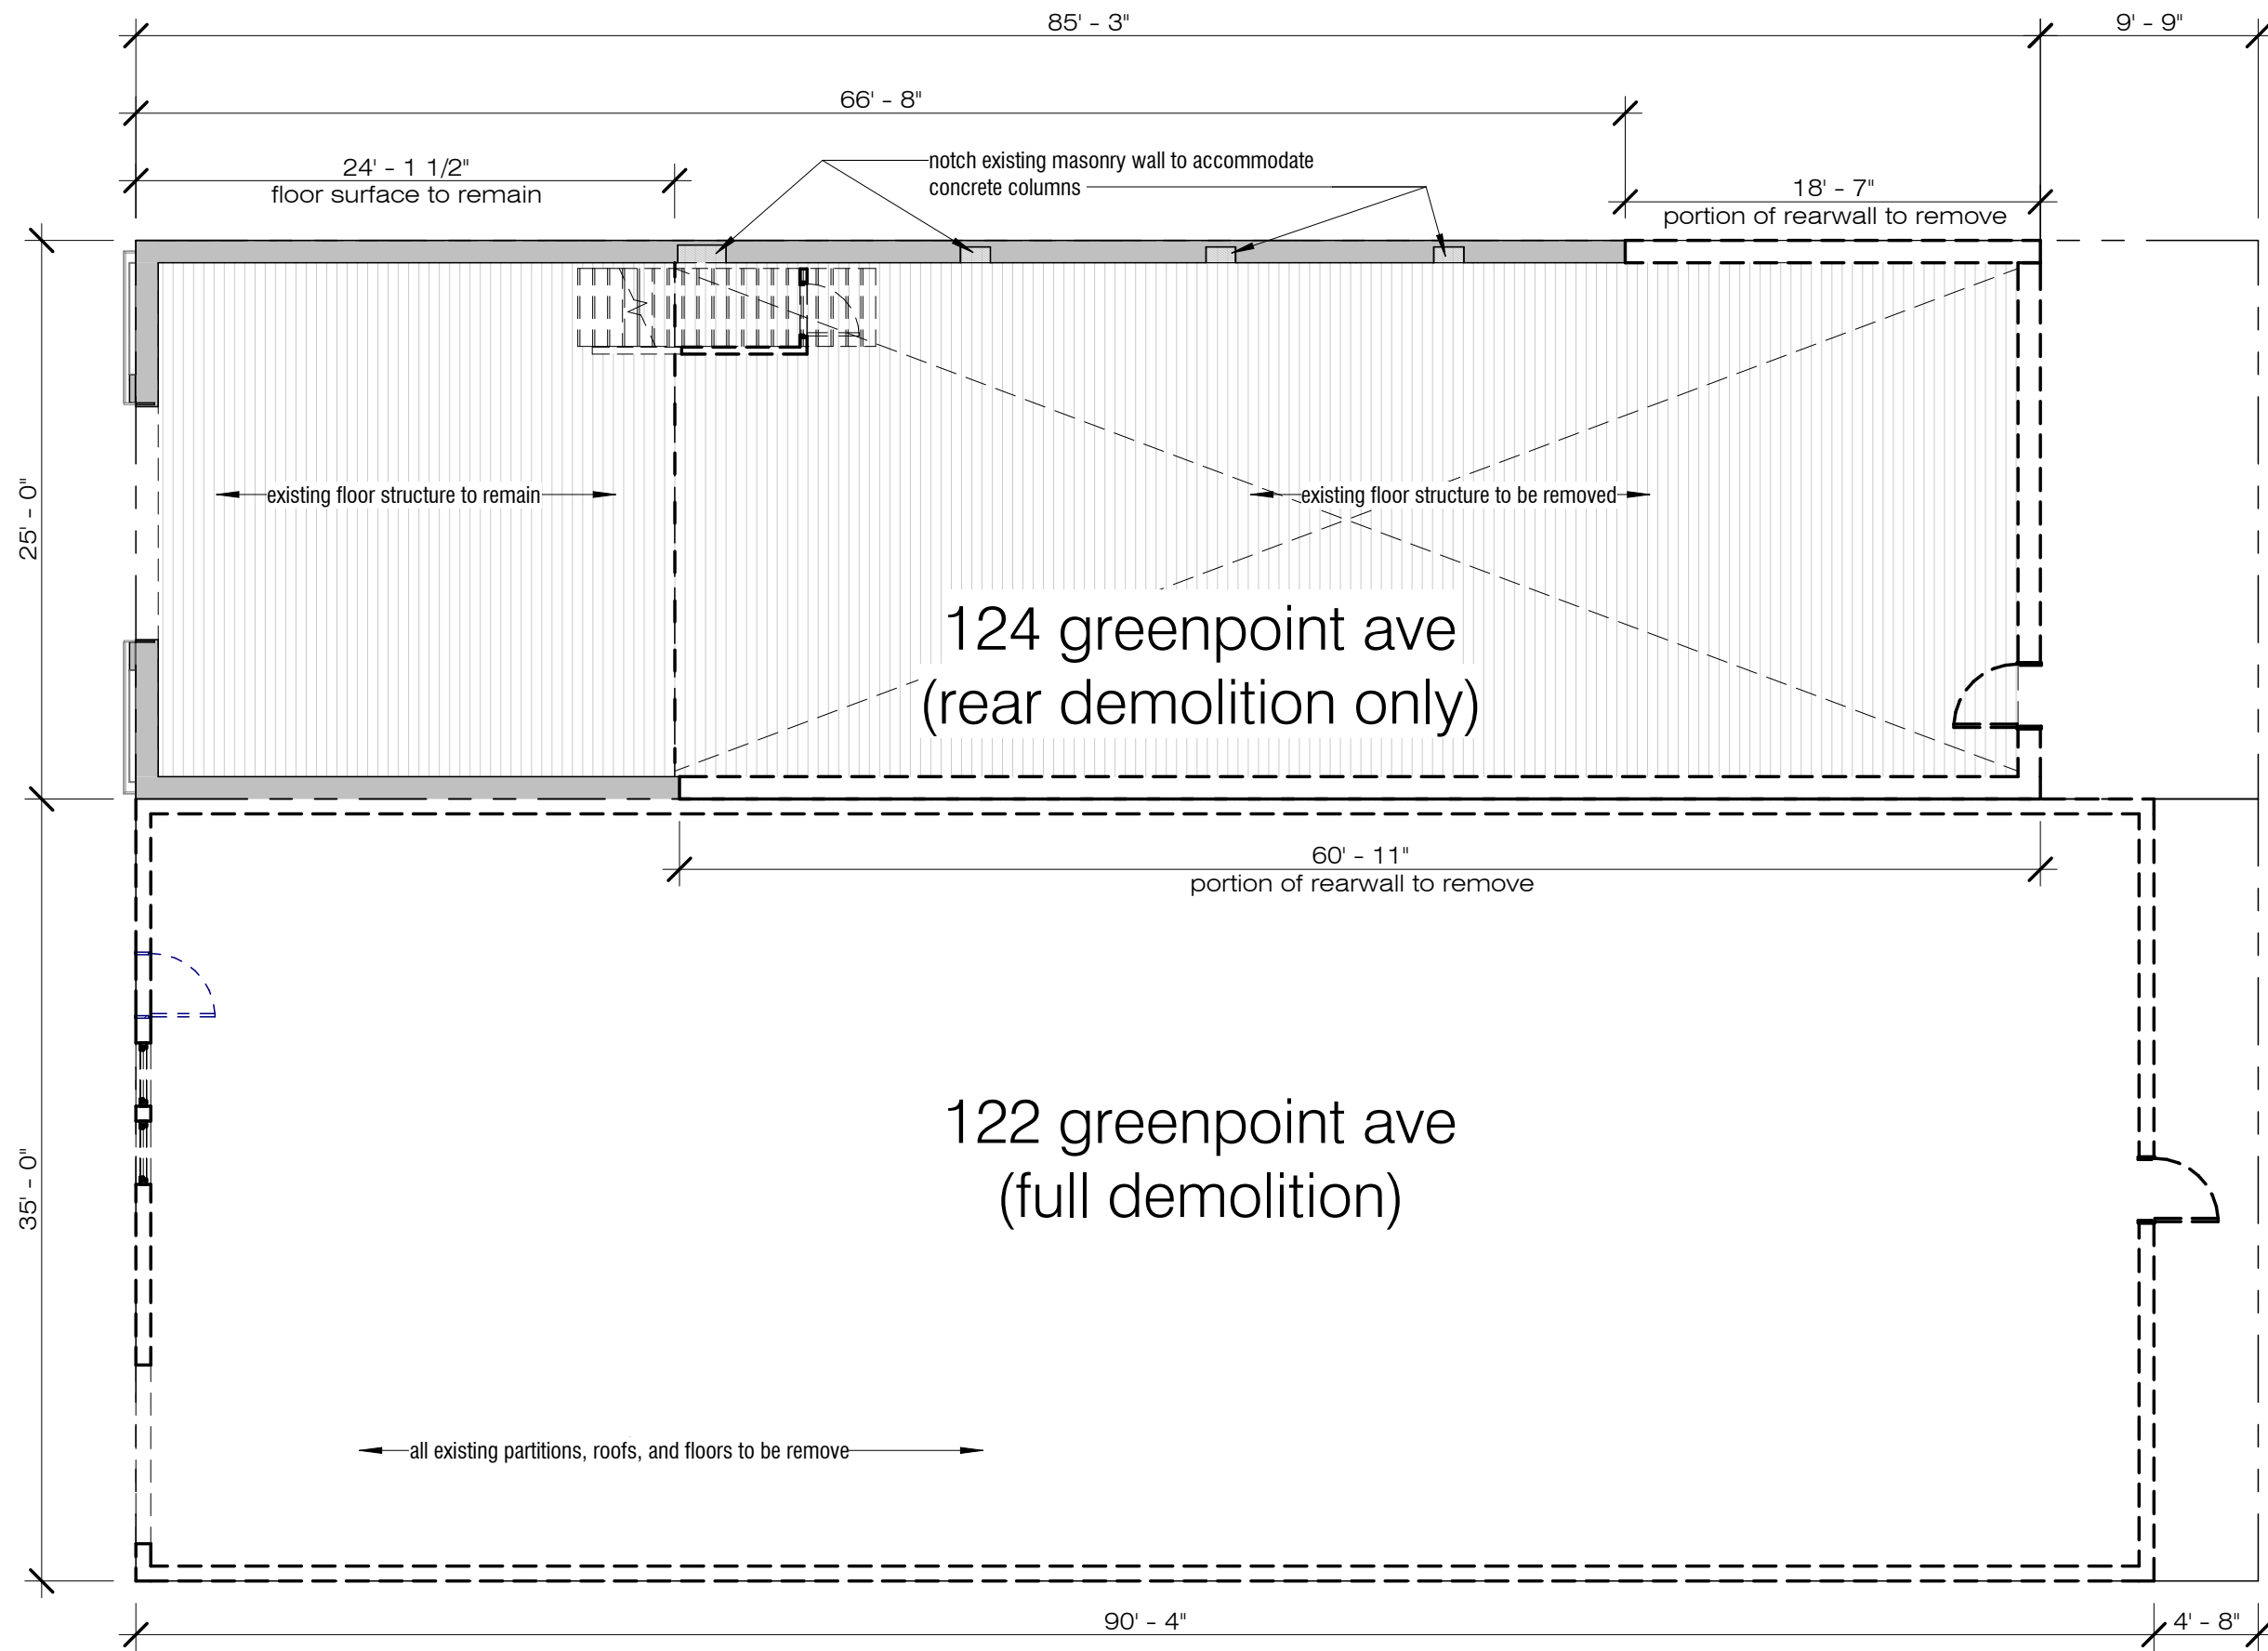 85' - 3"
9' - 9"
66' - 8"
24' - 1 1/2"
floor surface to remain
notch existing masonry wall to accommodate
concrete columns
18' - 7"
portion of rearwall to remove
25' - 0"
existing floor structure to remain
existing floor structure to be removed
124 greenpoint ave
(rear demolition only)
60' - 11"
portion of rearwall to remove
122 greenpoint ave
(full demolition)
35' - 0"
all existing partitions, roofs, and floors to be remove
90' - 4"
4' - 8"